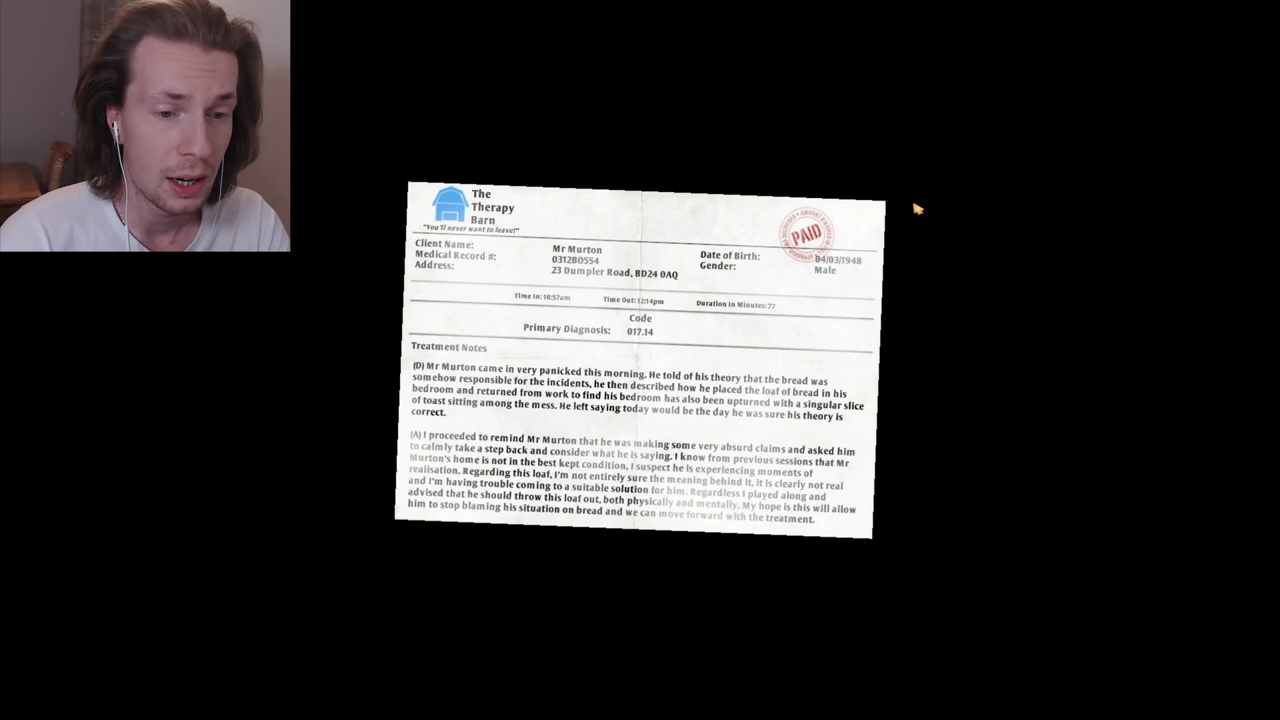 The
Therapy
Barn
"You'll never want to leave!"
PAID
Client Name: Mr Murton Date of Birth: 04/03/1948
Medical Record #: 0312B0554 Gender: Male
Address: 23 Dumpler Road, BD24 0AQ
Time In: 10:57am Time Out: 12:14pm Duration in Minutes: 77
Code
Primary Diagnosis: 017.14
Treatment Notes
(D) Mr Murton came in very panicked this morning. He told of his theory that the bread was
somehow responsible for the incidents, he then described how he placed the loaf of bread in his
bedroom and returned from work to find his bedroom has also been upturned with a singular slice
of toast sitting among the mess. He left saying today would be the day he was sure his theory is
correct.
(A) I proceeded to remind Mr Murton that he was making some very absurd claims and asked him
to calmly take a step back and consider what he is saying. I know from previous sessions that Mr
Murton's home is not in the best kept condition, I suspect he is experiencing moments of
realisation. Regarding this loaf, I'm not entirely sure the meaning behind it, it is clearly not real
and I'm having trouble coming to a suitable solution for him. Regardless I played along and
advised that he should throw this loaf out, both physically and mentally. My hope is this will allow
him to stop blaming his situation on bread and we can move forward with the treatment.